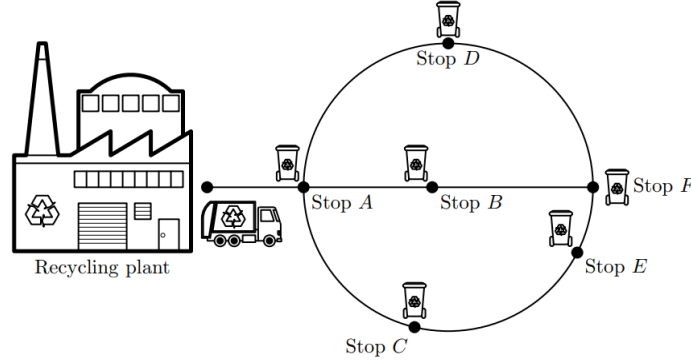 Stop D
Stop A
Stop B
Stop F
Recycling plant
Stop E
Stop C